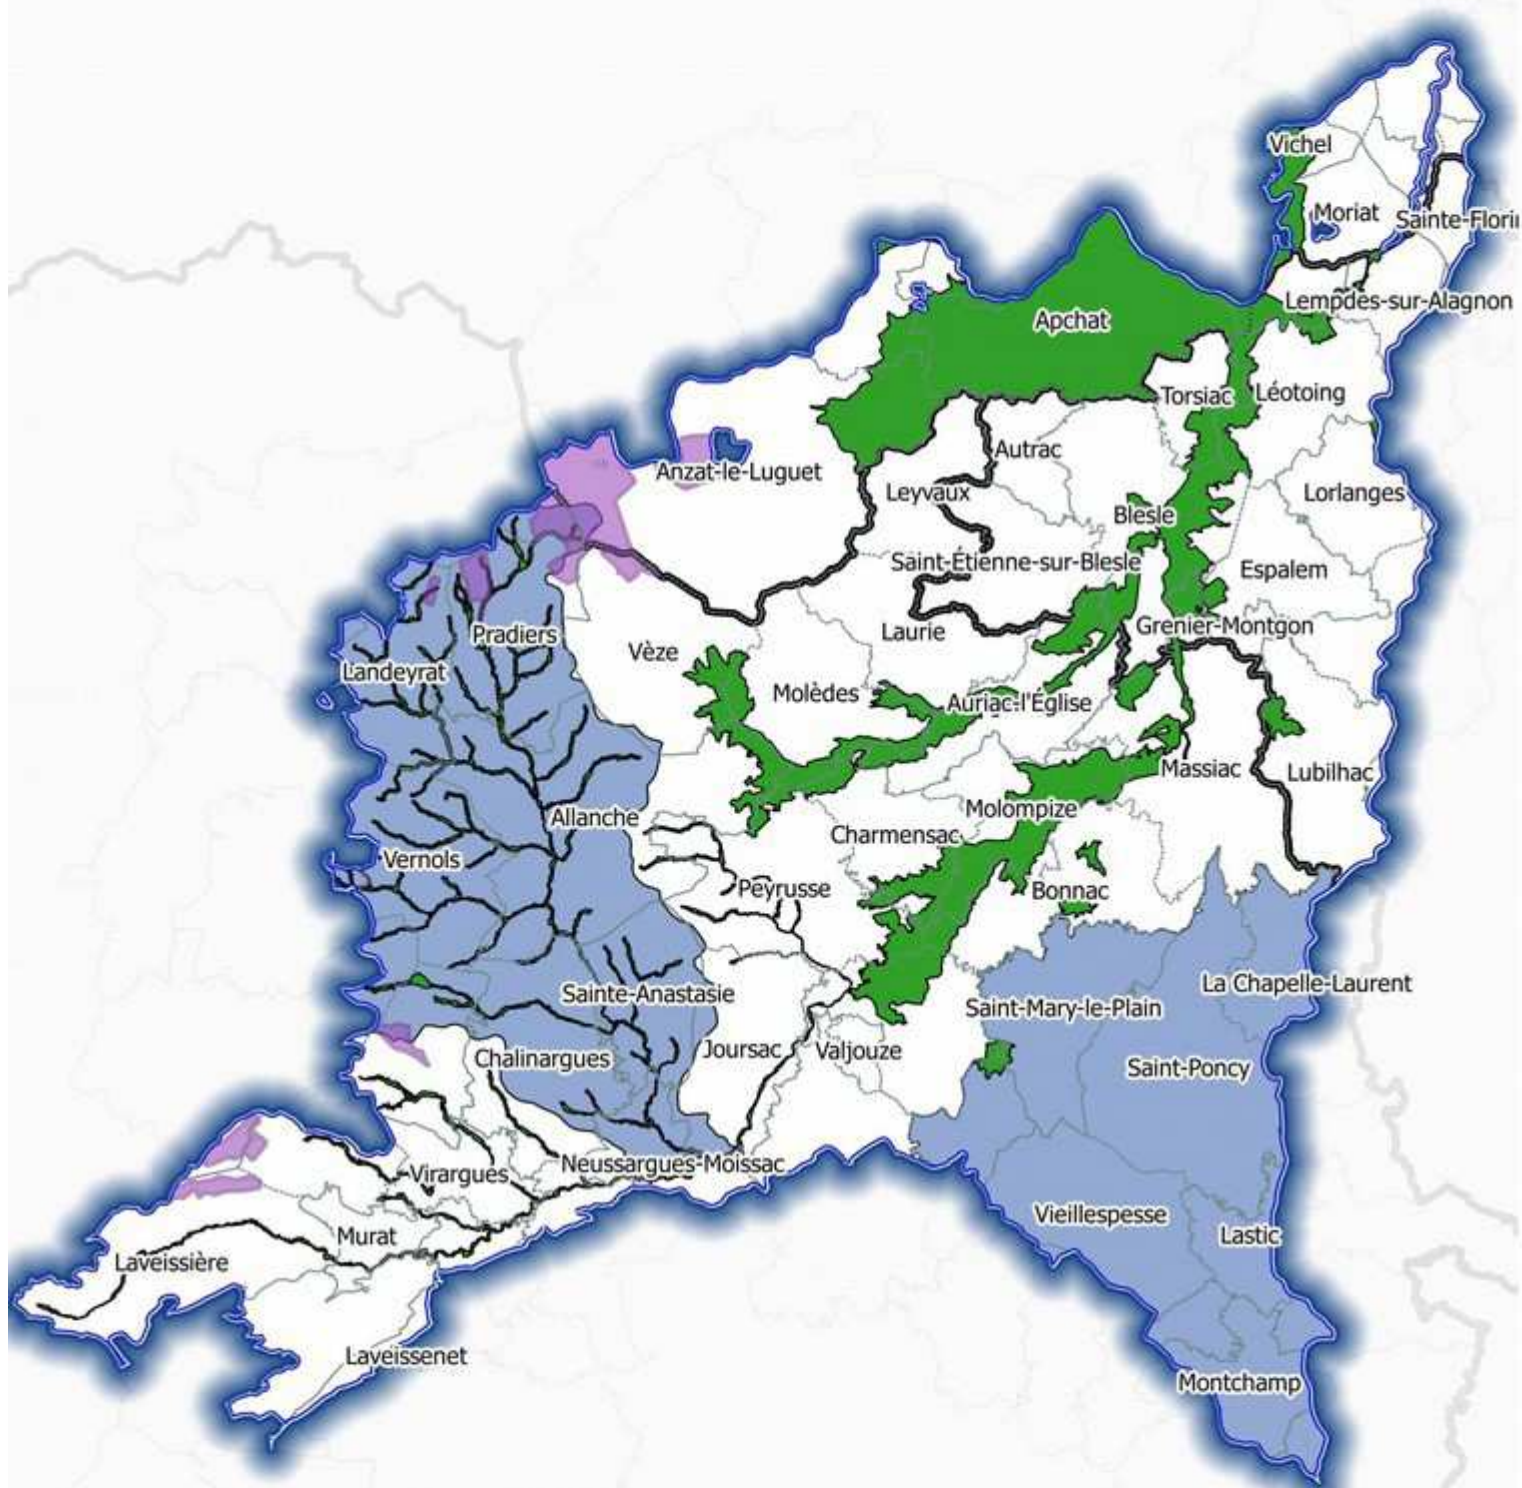 Vichel
Moriat
Sainte-Flori
Lempdes-sur-Alagnon
Apchat
Torsiac
Léotoing
Autrac
Anzat-le-Luguet
Leyvaux
Lorlanges
Blesle
Saint-Étienne-sur-Blesle
Espalem
Grenier-Montgon
Laurie
Pradiers
Vèze
Landeyrat
Molèdes
Auriac-l'Église
Massiac
Lubilhac
Molompize
Allanche
Charmensac
Vernols
Peyrusse
Bonnac
La Chapelle-Laurent
Sainte-Anastasie
Saint-Mary-le-Plain
Joursac
Valjouze
Chalinargues
Saint-Poncy
Neussargues-Moissac
Virargues
Vieillespesse
Murat
Lastic
Laveissière
Laveissenet
Montchamp